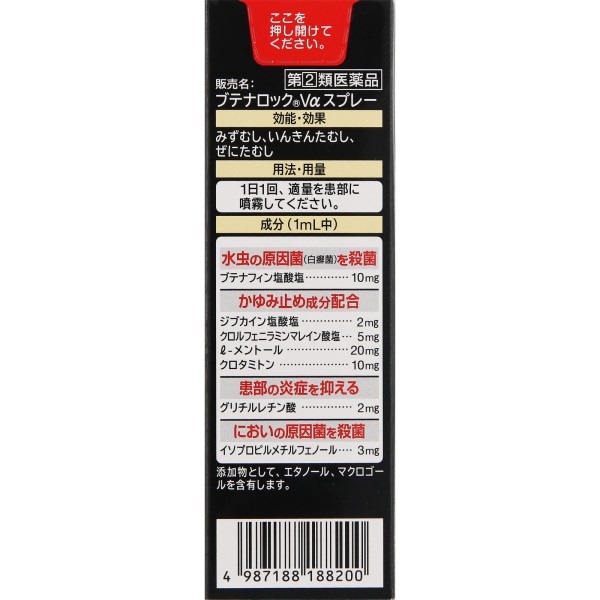 ここを
押し開けて
ください。
販売名：
指②類医薬品
ブテナロック®Vαスプレー
効能・効果
みずむし、いんきんたむし、
ぜにたむし
用法・用量
1日1回、適量を患部に
噴霧してください。
成分（1mL中）
水虫の原因菌(白癬菌)を殺菌
ブテナフィン塩酸塩………… 10mg
かゆみ止め成分配合
ジブカイン塩酸塩…………… 2mg
クロルフェニラミンマレイン酸塩… 5mg
ℓ-メントール ……………… 20mg
クロタミトン ……………… 10mg
患部の炎症を抑える
グリチルレチン酸 ………… 2mg
においの原因菌を殺菌
イソプロピルメチルフェノール…… 3mg
添加物として、エタノール、マクロゴー
ルを含有します。
4 987188 188200